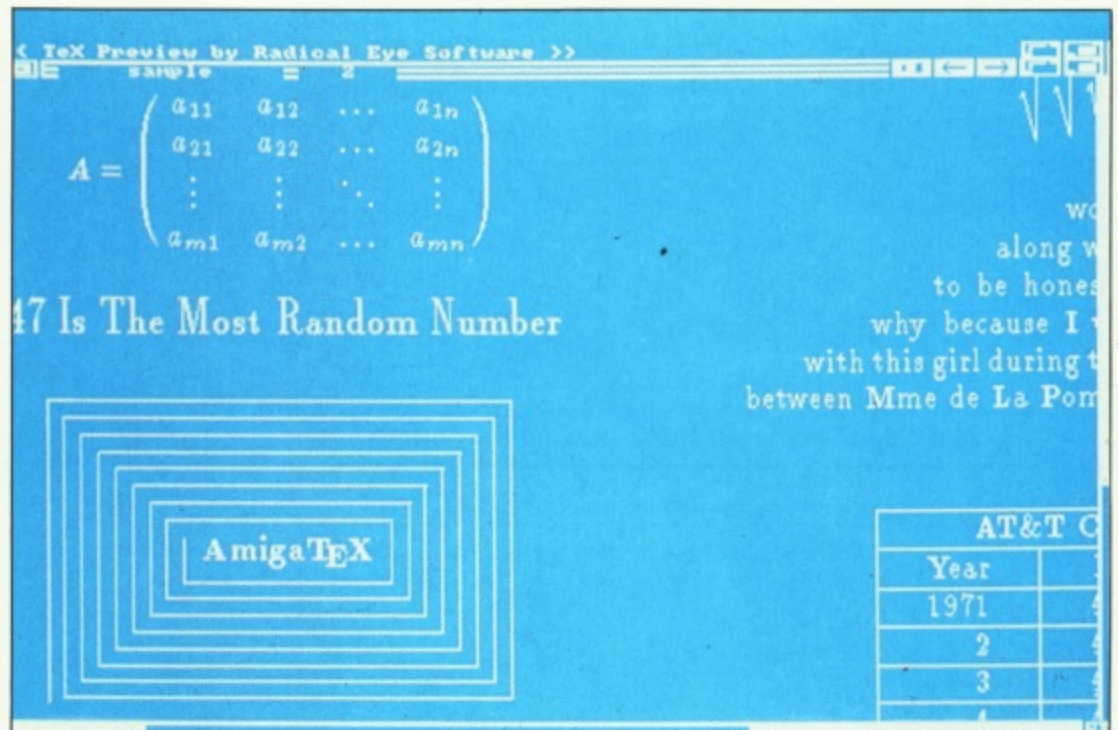 < TeX Preview by Radical Eye Software >>
sample 2
A = ( a11 a12 ... a1n
a21 a22 ... a2n
⋮ ⋮ ⋱ ⋮
am1 am2 ... amn )
47 Is The Most Random Number
along w
to be hones
why because I
with this girl during t
between Mme de La Pom
AmigaTEX
AT&T C
Year
1971
2
3